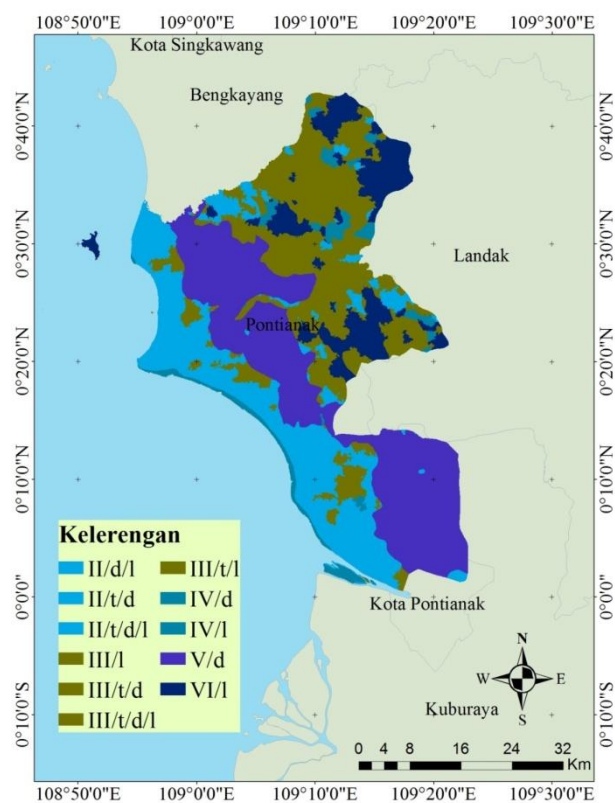 108°50'0"E 109°0'0"E 109°10'0"E 109°20'0"E 109°30'0"E
Kota Singkawang
Bengkayang
0°40'0"N 0°40'0"N
0°30'0"N 0°30'0"N
Landak
Pontianak
0°20'0"N 0°20'0"N
0°10'0"N 0°10'0"N
Kelerengan
II/d/l III/t/l
II/t/d IV/d
II/t/d/l IV/l
III/l V/d
III/t/d VI/l
III/t/d/l
0°0'0" 0°0'0"
Kota Pontianak
N
W E
S
0°10'0"S 0°10'0"S
Kuburaya
0 4 8 16 24 32
Km
108°50'0"E 109°0'0"E 109°10'0"E 109°20'0"E 109°30'0"E